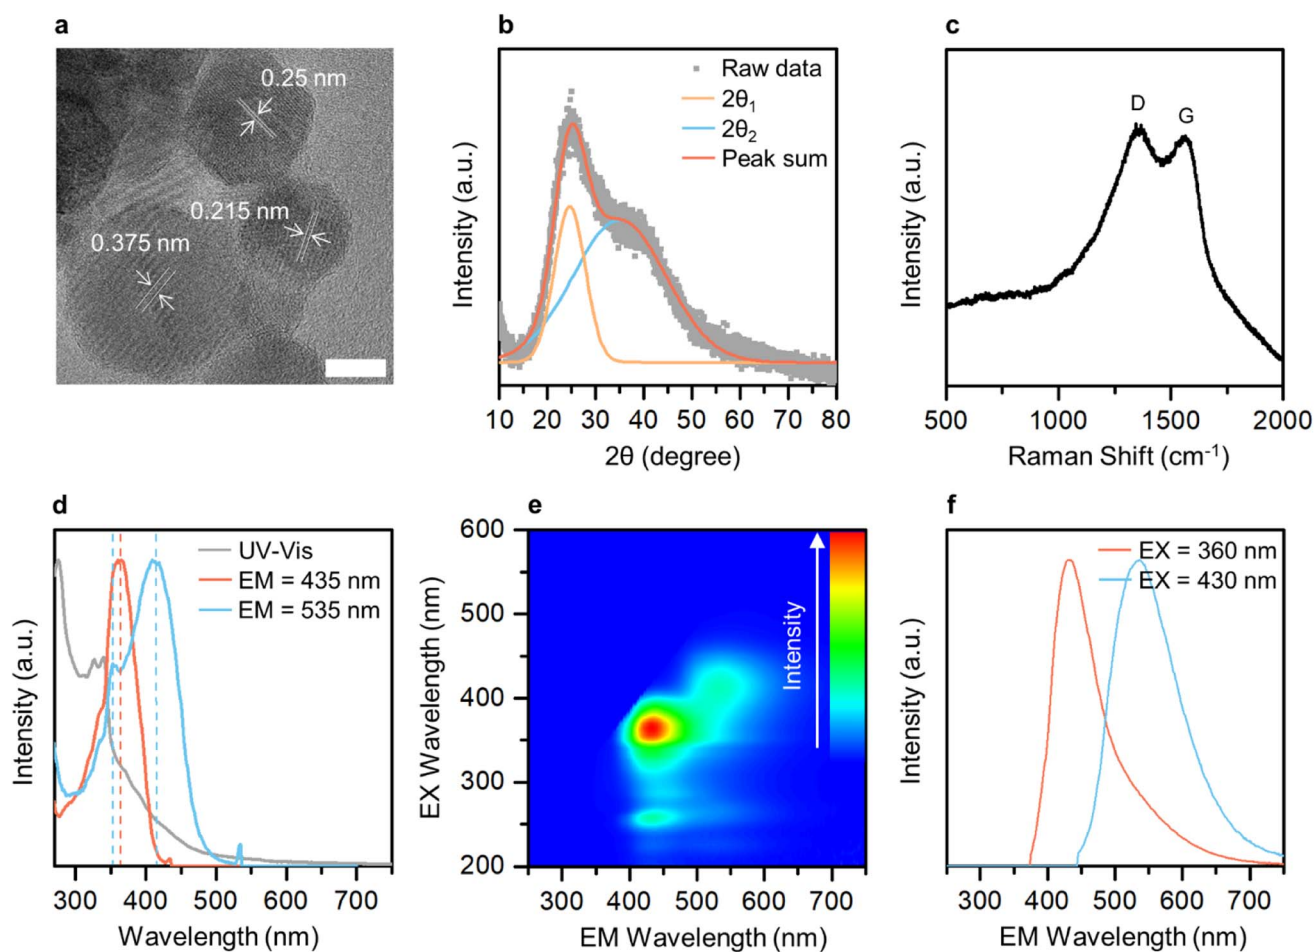 a
0.25 nm
0.215 nm
0.375 nm
b
Raw data
2θ₁
2θ₂
Peak sum
Intensity (a.u.)
10 20 30 40 50 60 70 80
2θ (degree)
c
D
G
Intensity (a.u.)
500 1000 1500 2000
Raman Shift (cm⁻¹)
d
UV-Vis
EM = 435 nm
EM = 535 nm
Intensity (a.u.)
300 400 500 600 700
Wavelength (nm)
e
600
500
400
300
200
EX Wavelength (nm)
Intensity
300 400 500 600 700
EM Wavelength (nm)
f
EX = 360 nm
EX = 430 nm
Intensity (a.u.)
300 400 500 600 700
EM Wavelength (nm)